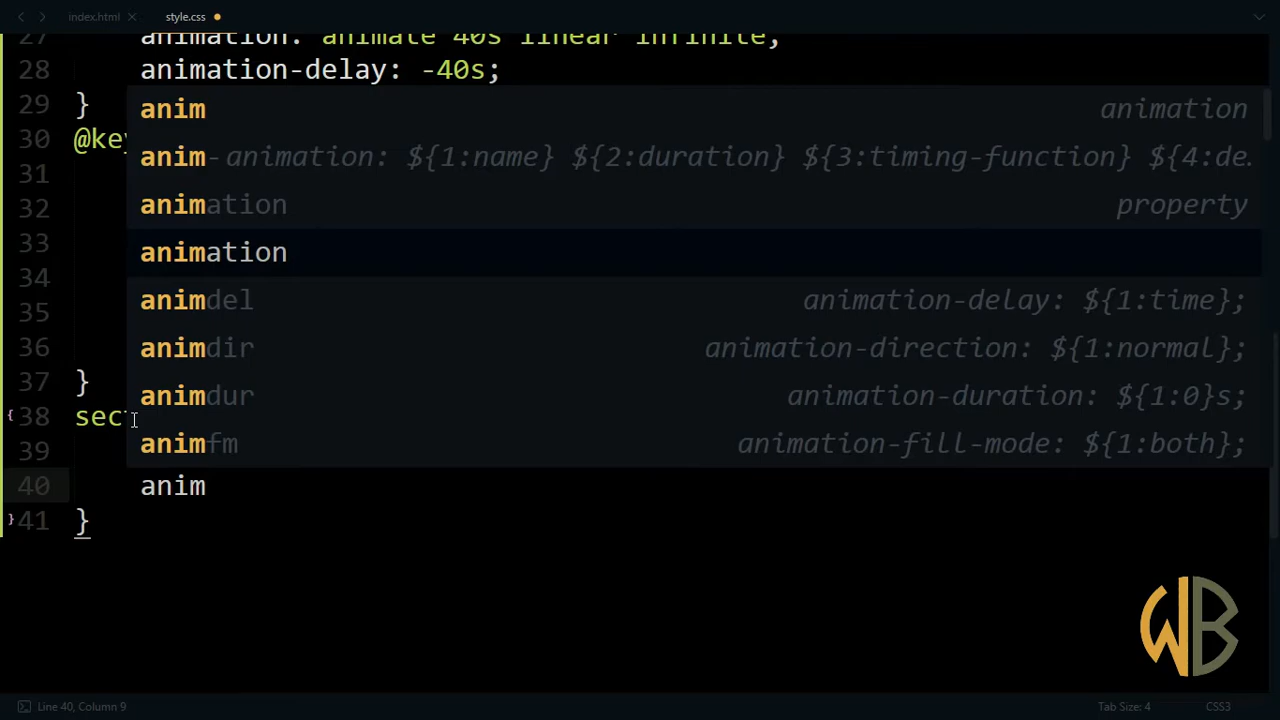 index.html
style.css
27 animation: animate 40s linear infinite;
28 animation-delay: -40s;
29 }
30 @key
31
32
33
34
35
36
37 }
38 sec
39
40 anim
41 }
anim animation
anim-animation: ${1:name} ${2:duration} ${3:timing-function} ${4:de.
animation property
animation
animdel animation-delay: ${1:time};
animdir animation-direction: ${1:normal};
animdur animation-duration: ${1:0}s;
animfm animation-fill-mode: ${1:both};
WB
Line 40, Column 9
Tab Size: 4
CSS3